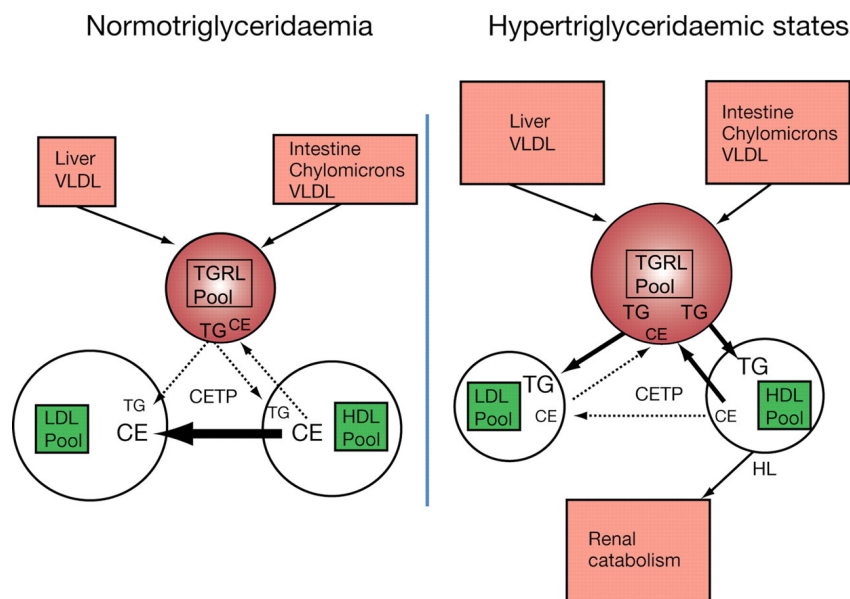 Normotriglyceridaemia
Liver
VLDL
Intestine
Chylomicrons
VLDL
TGRL
Pool
TG CE
TG
CETP
TG
LDL
Pool
CE
CE
HDL
Pool
Hypertriglyceridaemic states
Liver
VLDL
Intestine
Chylomicrons
VLDL
TGRL
Pool
TG TG
CE
TG
TG
LDL
Pool
CE
CETP
CE
HDL
Pool
HL
Renal
catabolism